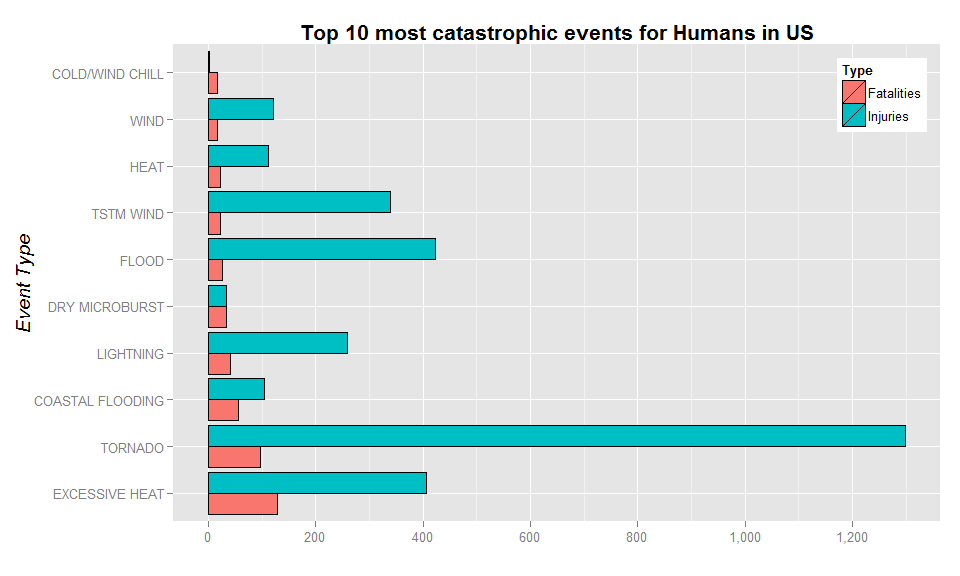 Top 10 most catastrophic events for Humans in US
Type
Fatalities
Injuries
Event Type
COLD/WIND CHILL
WIND
HEAT
TSTM WIND
FLOOD
DRY MICROBURST
LIGHTNING
COASTAL FLOODING
TORNADO
EXCESSIVE HEAT
0
200
400
600
800
1,000
1,200